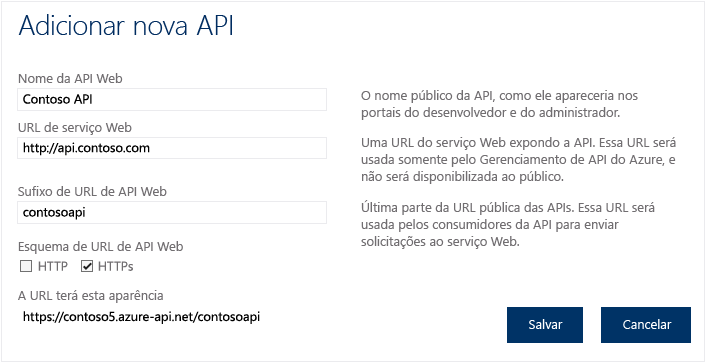 Adicionar nova API
Nome da API Web
Contoso API
URL de serviço Web
http://api.contoso.com
Sufixo de URL de API Web
contosoapi
Esquema de URL de API Web
HTTP HTTPs
A URL terá esta aparência
https://contoso5.azure-api.net/contosoapi
O nome público da API, como ele apareceria nos
portais do desenvolvedor e do administrador.
Uma URL do serviço Web expondo a API. Essa URL será
usada somente pelo Gerenciamento de API do Azure, e
não será disponibilizada ao público.
Última parte da URL pública das APIs. Essa URL será
usada pelos consumidores da API para enviar
solicitações ao serviço Web.
Salvar Cancelar